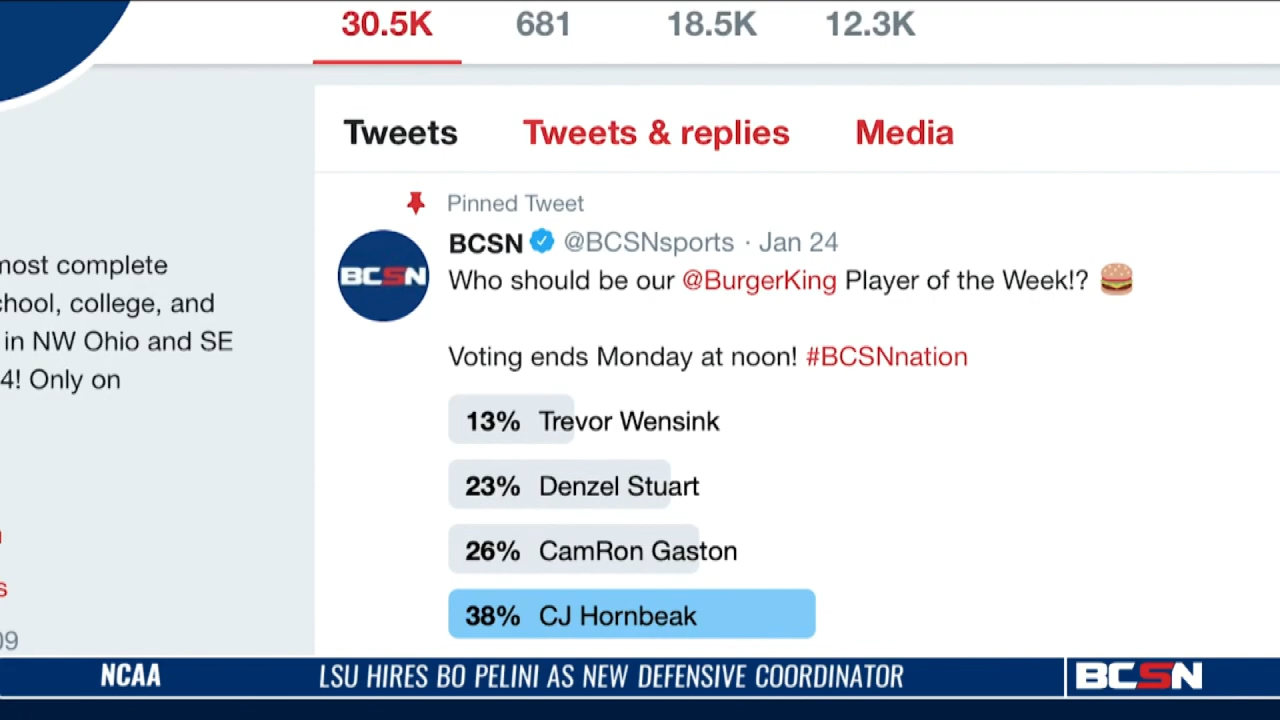 30.5K 681 18.5K 12.3K
Tweets Tweets & replies Media
Pinned Tweet
BCSN @BCSNsports · Jan 24
BCSN
Who should be our @BurgerKing Player of the Week!? 🍔
most complete
chool, college, and
in NW Ohio and SE
4! Only on
Voting ends Monday at noon! #BCSNnation
13% Trevor Wensink
23% Denzel Stuart
26% CamRon Gaston
38% CJ Hornbeak
s
09
NCAA LSU HIRES BO PELINI AS NEW DEFENSIVE COORDINATOR BCSN